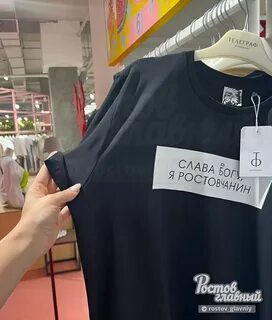 ТЕЛЕГРАФ
СЛАВА БОГУ,
Я РОСТОВЧАНИН
Ростов
главный
rostov_glavniy